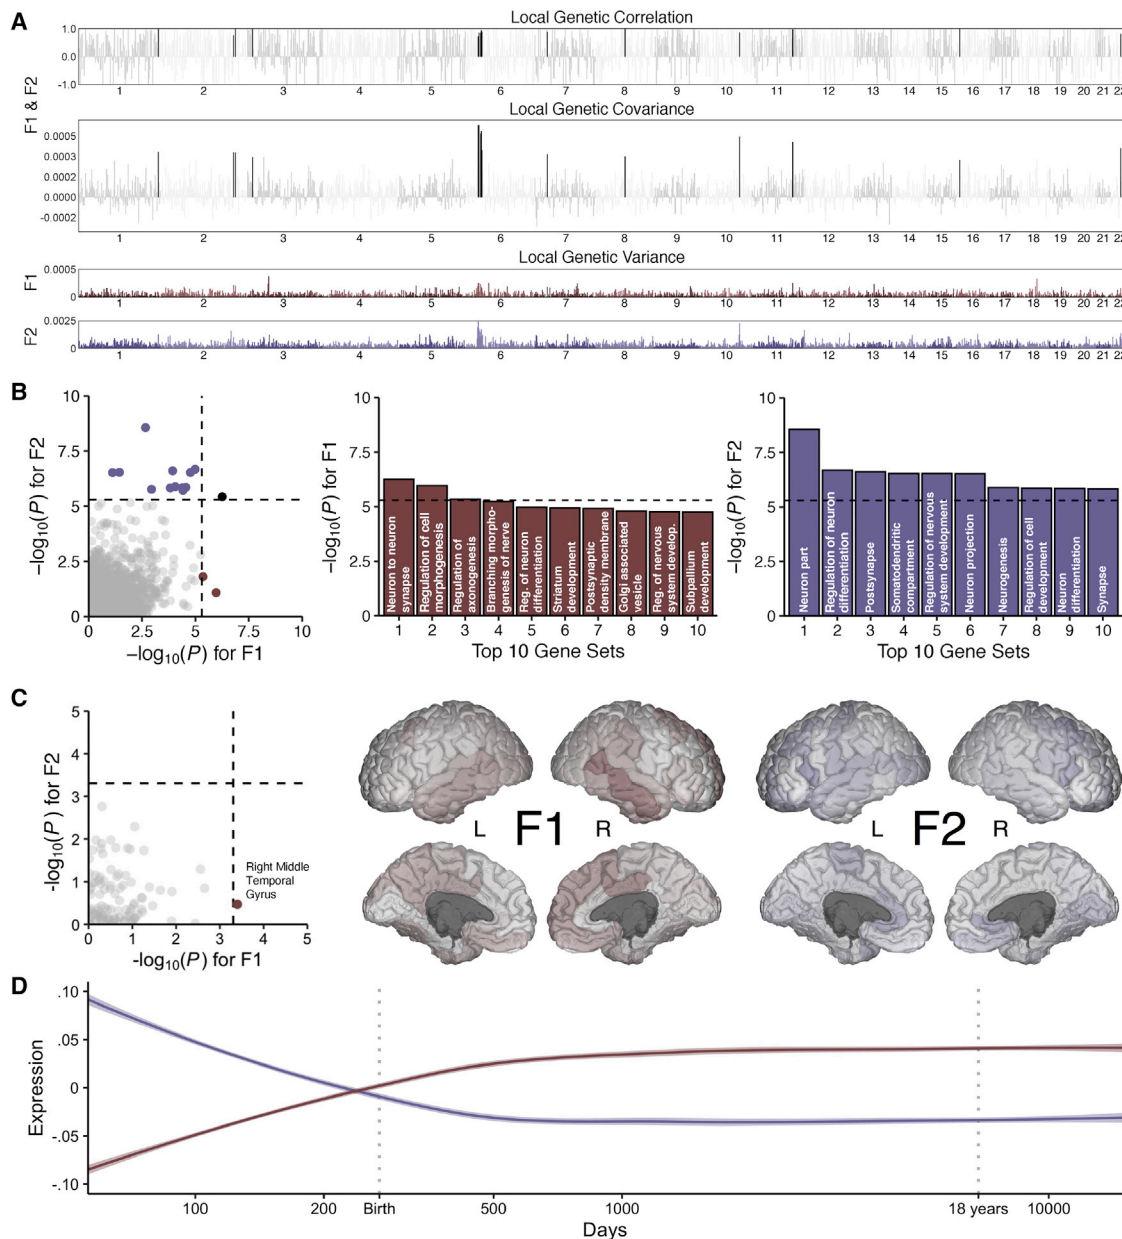 A
Local Genetic Correlation
1.0
0.0
-1.0
1 2 3 4 5 6 7 8 9 10 11 12 13 14 15 16 17 18 19 20 21 22
F1 & F2
Local Genetic Covariance
0.0005
0.0003
0.0000
-0.0002
1 2 3 4 5 6 7 8 9 10 11 12 13 14 15 16 17 18 19 20 21 22
Local Genetic Variance
F1
0.0005
0
1 2 3 4 5 6 7 8 9 10 11 12 13 14 15 16 17 18 19 20 21 22
F2
0.0025
0
1 2 3 4 5 6 7 8 9 10 11 12 13 14 15 16 17 18 19 20 21 22
B
–log10(P) for F2
10
7.5
5
2.5
0
0 2.5 5 7.5 10
–log10(P) for F1
–log10(P) for F1
10
7.5
5
2.5
0
Neuron to neuron
synapse
Regulation of cell
morphogenesis
Regulation of
axonogenesis
Branching morpho-
genesis of nerve
Reg. of neuron
differentiation
Striatum
development
Postsynaptic
density membrane
Golgi associated
vesicle
Reg. of nervous
system develop.
Subpallium
development
1 2 3 4 5 6 7 8 9 10
Top 10 Gene Sets
–log10(P) for F2
10
7.5
5
2.5
0
Neuron part
Regulation of neuron
differentiation
Postsynapse
Somatodendritic
compartment
Regulation of nervous
system development
Neuron projection
Neurogenesis
Regulation of cell
development
Neuron
differentiation
Synapse
1 2 3 4 5 6 7 8 9 10
Top 10 Gene Sets
C
-log10(P) for F2
5
4
3
2
1
0
Right Middle
Temporal
Gyrus
0 1 2 3 4 5
-log10(P) for F1
L F1 R
L F2 R
D
Expression
.10
.05
0
-.05
-.10
100 200 Birth 500 1000 18 years 10000
Days